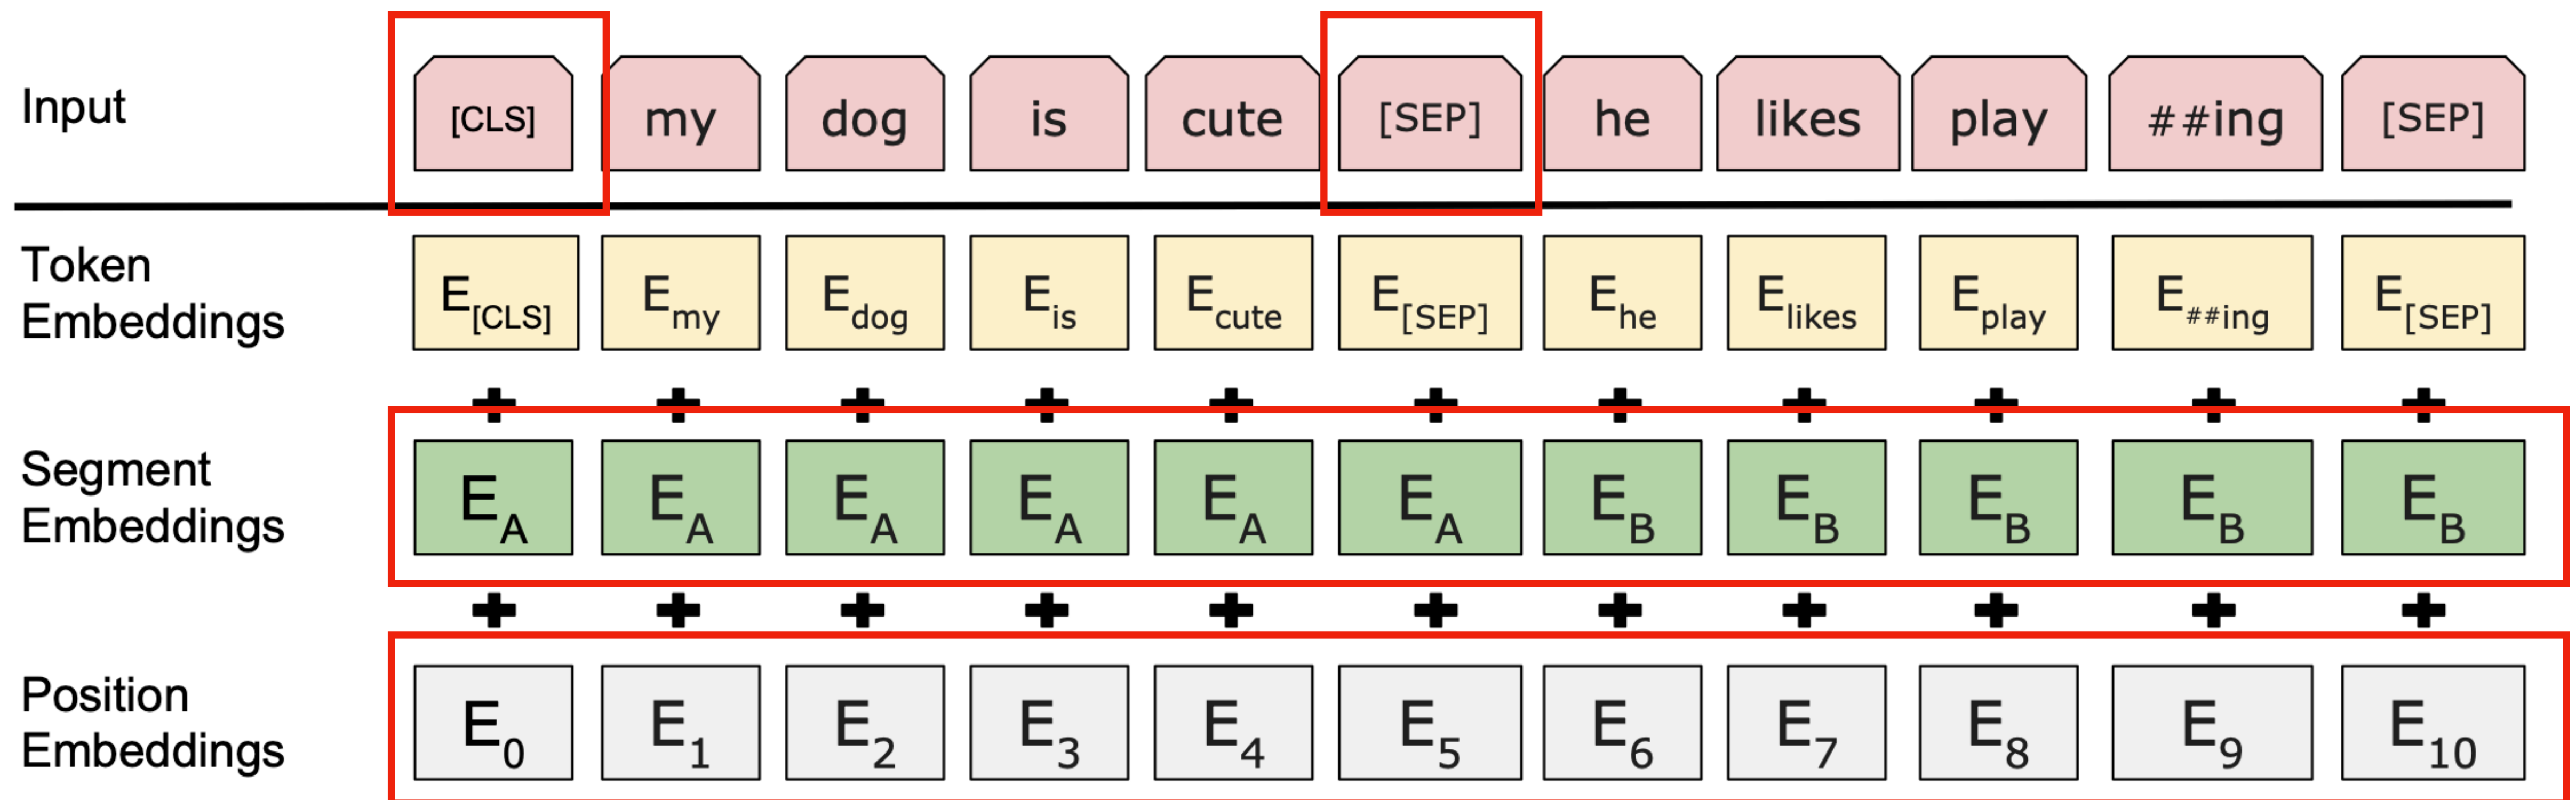 Input [CLS] my dog is cute [SEP] he likes play ##ing [SEP]
Token Embeddings E[CLS] Emy Edog Eis Ecute E[SEP] Ehe Elikes Eplay E##ing E[SEP]
+ + + + + + + + + + +
Segment Embeddings EA EA EA EA EA EA EB EB EB EB EB
+ + + + + + + + + + +
Position Embeddings E0 E1 E2 E3 E4 E5 E6 E7 E8 E9 E10